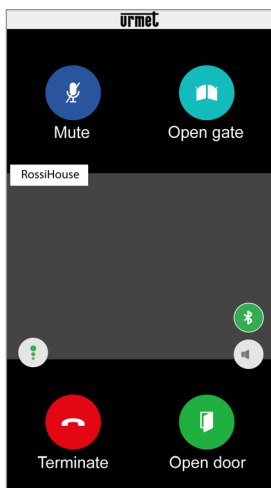 urmet
Mute
Open gate
RossiHouse
Terminate
Open door